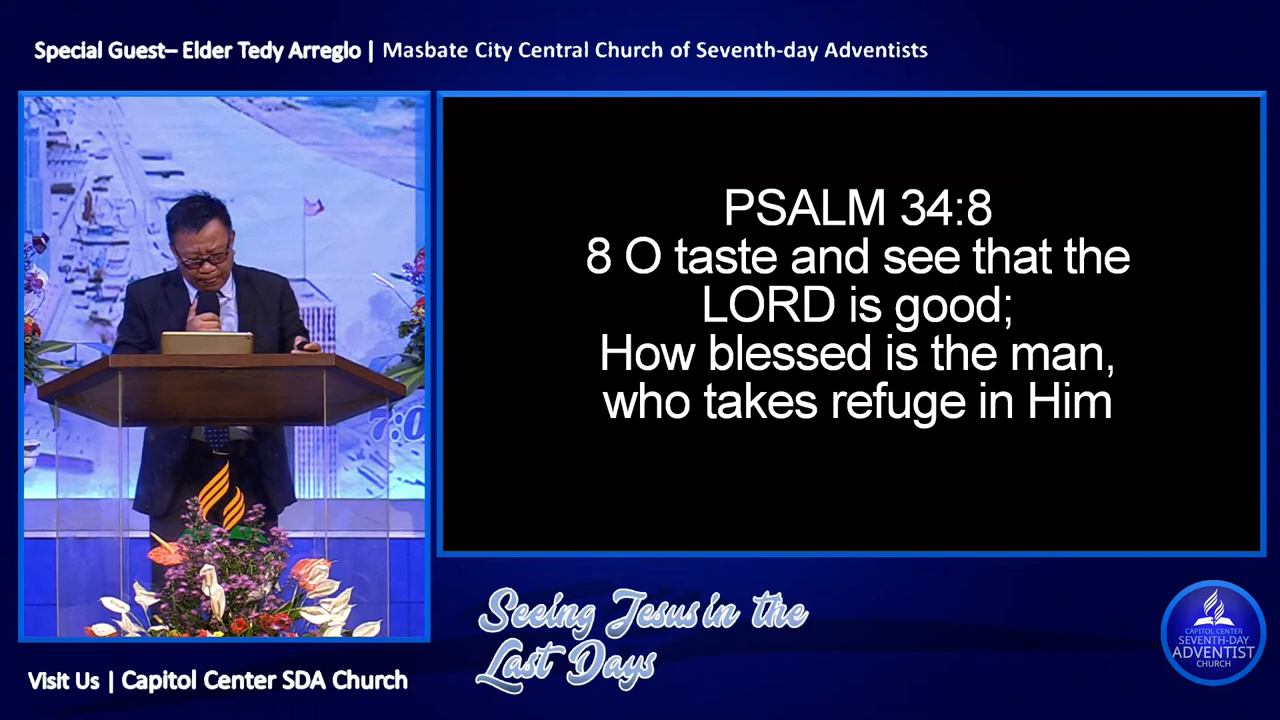 Special Guest– Elder Tedy Arreglo | Masbate City Central Church of Seventh-day Adventists
PSALM 34:8
8 O taste and see that the
LORD is good;
How blessed is the man,
who takes refuge in Him
7:0
Seeing Jesus in the
Last Days
Visit Us | Capitol Center SDA Church
CAPITOL CENTER
SEVENTH-DAY
ADVENTIST
CHURCH